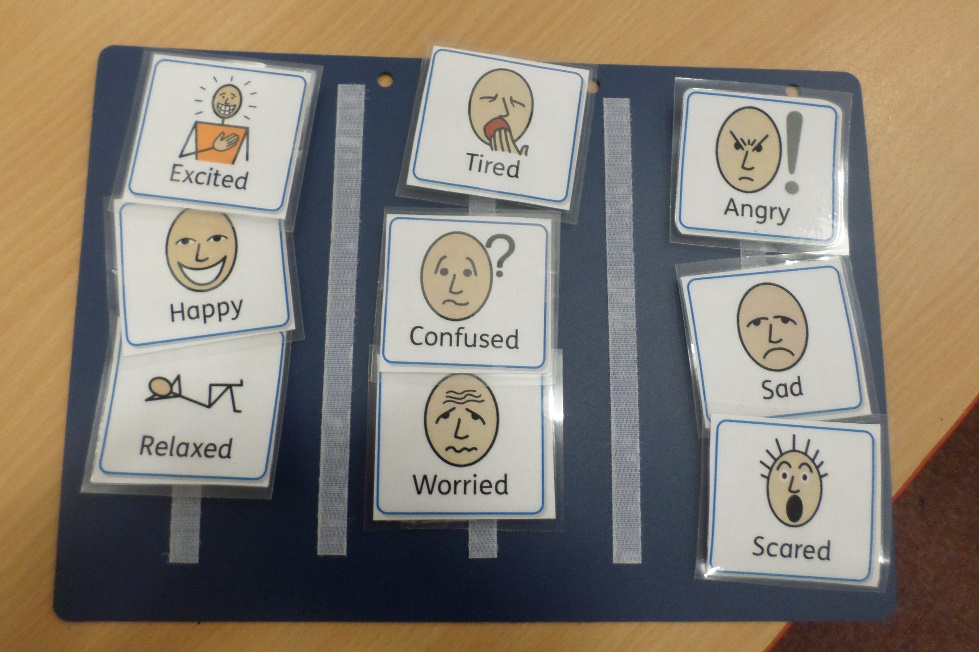 Excited
Happy
Relaxed
Tired
?
Confused
Worried
!
Angry
Sad
Scared